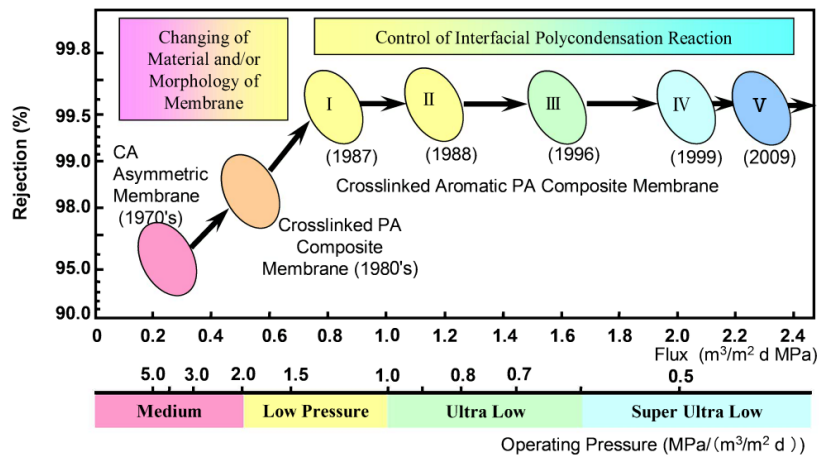 Changing of
Material and/or
Morphology of
Membrane
Control of Interfacial Polycondensation Reaction
Rejection (%)
99.8
99.5
99.0
98.0
95.0
90.0
I
II
III
IV
V
(1987)
(1988)
(1996)
(1999)
(2009)
CA
Asymmetric
Membrane
(1970's)
Crosslinked Aromatic PA Composite Membrane
Crosslinked PA
Composite
Membrane (1980's)
0 0.2 0.4 0.6 0.8 1.0 1.2 1.4 1.6 1.8 2.0 2.2 2.4
Flux (m³/m² d MPa)
5.0 3.0 2.0 1.5 1.0 0.8 0.7 0.5
Medium Low Pressure Ultra Low Super Ultra Low
Operating Pressure (MPa/(m³/m² d ))